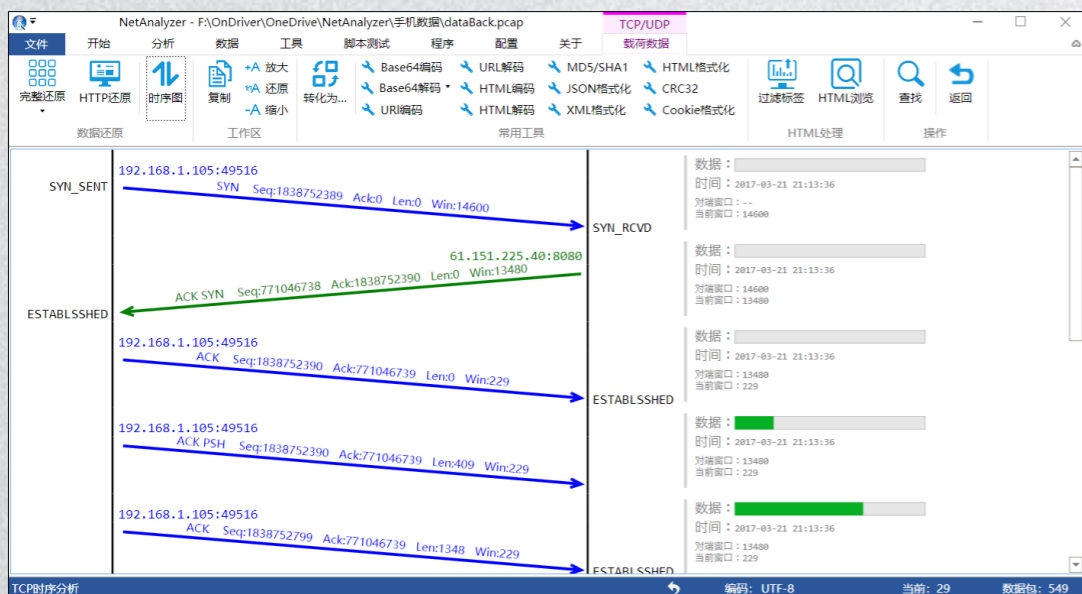 NetAnalyzer - F:\OnDriver\OneDrive\NetAnalyzer\手机数据\dataBack.pcap
TCP/UDP
文件 开始 分析 数据 工具 脚本测试 程序 配置 关于 载荷数据
完整还原 HTTP还原 时序图
数据还原
复制 +A 放大
A 还原
-A 缩小
工作区
转化为...
Base64编码 URL解码 MD5/SHA1 HTML格式化
Base64解码 HTML编码 JSON格式化 CRC32
URl编码 HTML解码 XML格式化 Cookie格式化
常用工具
过滤标签 HTML浏览
HTML处理
查找 返回
操作
192.168.1.105:49516
SYN_SENT
SYN Seq:1838752389 Ack:0 Len:0 Win:14600
SYN_RCVD
数据：
时间：2017-03-21 21:13:36
对端窗口：--
当前窗口：14600
61.151.225.40:8080
ACK SYN Seq:771046738 Ack:1838752390 Len:0 Win:13480
ESTABLSSHED
数据：
时间：2017-03-21 21:13:36
对端窗口：14600
当前窗口：13480
192.168.1.105:49516
ACK Seq:1838752390 Ack:771046739 Len:0 Win:229
ESTABLSSHED
数据：
时间：2017-03-21 21:13:36
对端窗口：13480
当前窗口：229
192.168.1.105:49516
ACK PSH Seq:1838752390 Ack:771046739 Len:409 Win:229
数据：
时间：2017-03-21 21:13:36
对端窗口：13480
当前窗口：229
192.168.1.105:49516
ACK Seq:1838752799 Ack:771046739 Len:1348 Win:229
ESTABLSSHED
数据：
时间：2017-03-21 21:13:36
对端窗口：13480
当前窗口：229
TCP时序分析 编码：UTF-8 当前：29 数据包：549